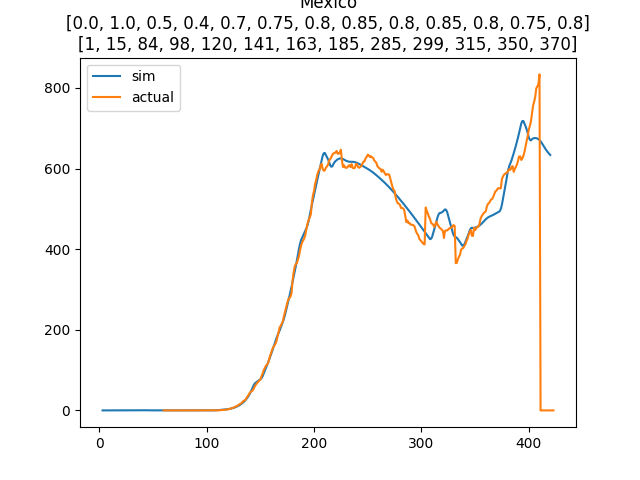 Mexico
[0.0, 1.0, 0.5, 0.4, 0.7, 0.75, 0.8, 0.85, 0.8, 0.85, 0.8, 0.75, 0.8]
[1, 15, 84, 98, 120, 141, 163, 185, 285, 299, 315, 350, 370]
sim
actual
800
600
400
200
0
0 100 200 300 400